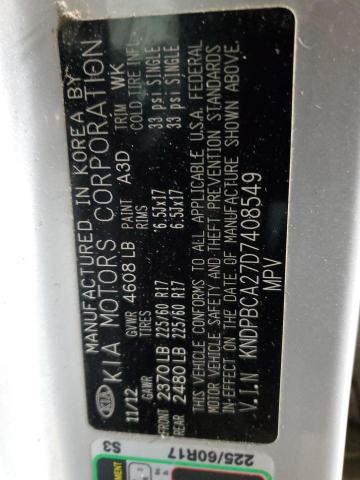 MANUFACTURED IN KOREA BY
KIA MOTORS CORPORATION
KIA
11/12 GVWR 4608 LB PAINT A3D TRIM WK
GAWR TIRES RIMS COLD TIRE INFL
FRONT 2370 LB 225/60 R17 6.5Jx17 33 psi SINGLE
REAR 2480 LB 225/60 R17 6.5Jx17 33 psi SINGLE
THIS VEHICLE CONFORMS TO ALL APPLICABLE U.S.A. FEDERAL
MOTOR VEHICLE SAFETY AND THEFT PREVENTION STANDARDS
IN EFFECT ON THE DATE OF MANUFACTURE SHOWN ABOVE.
V.I.N KNDPBCA27D7408549
MPV
225/60R17
S3